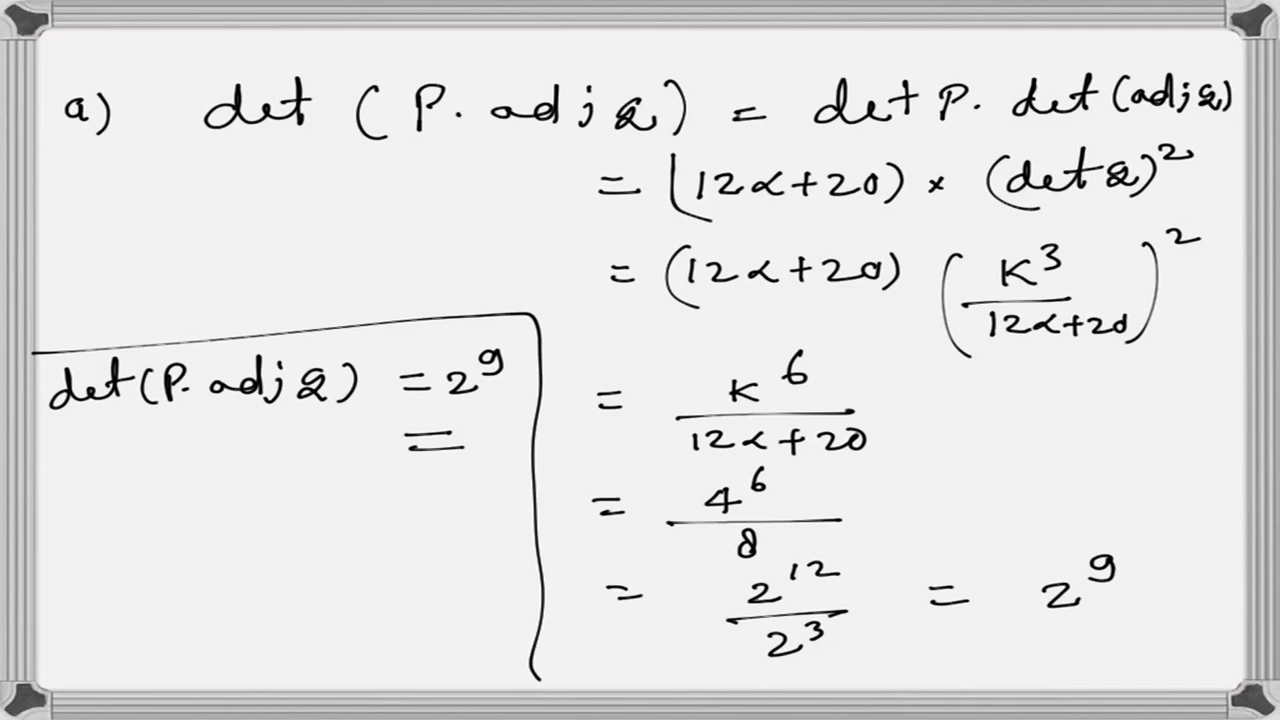 a) det (P. adj Q) = det P. det (adj Q)
= (12α+20) × (det Q)²
= (12α+20) (K³/12α+20)²
det(P. adj Q) = 2⁹
= K⁶/12α+20
= 4⁶/8
= 2¹²/2³ = 2⁹